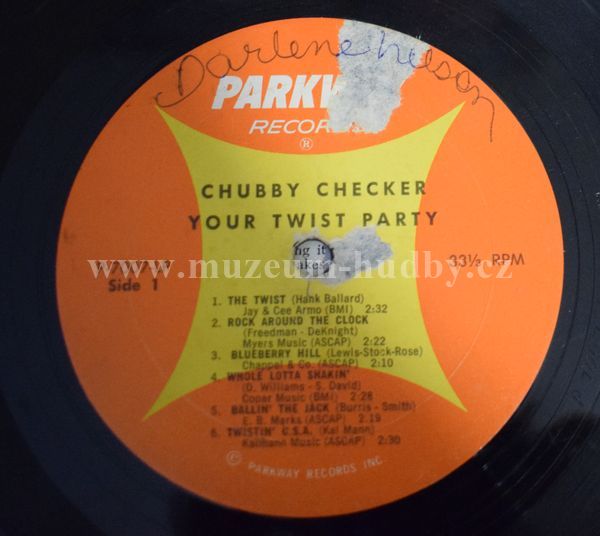 Darlene Nelson
PARKW
RECORDS
®
CHUBBY CHECKER
YOUR TWIST PARTY
ng it
akes
www.muzeum-hudby.cz
33⅓ RPM
Side 1
1. THE TWIST (Hank Ballard)
Jay & Cee Armo (BMI) 2:32
2. ROCK AROUND THE CLOCK
(Freedman - DeKnight)
Myers Music (ASCAP) 2:22
3. BLUEBERRY HILL (Lewis-Stock-Rose)
Chappel & Co. (ASCAP) 2:10
4. WHOLE LOTTA SHAKIN'
(D. Williams - S. David)
Copar Music (BMI) 2:28
5. BALLIN' THE JACK (Burris - Smith)
E. B. Marks (ASCAP) 2:19
6. TWISTIN' U.S.A. (Kal Mann)
Kalmann Music (ASCAP) 2:30
© PARKWAY RECORDS INC.